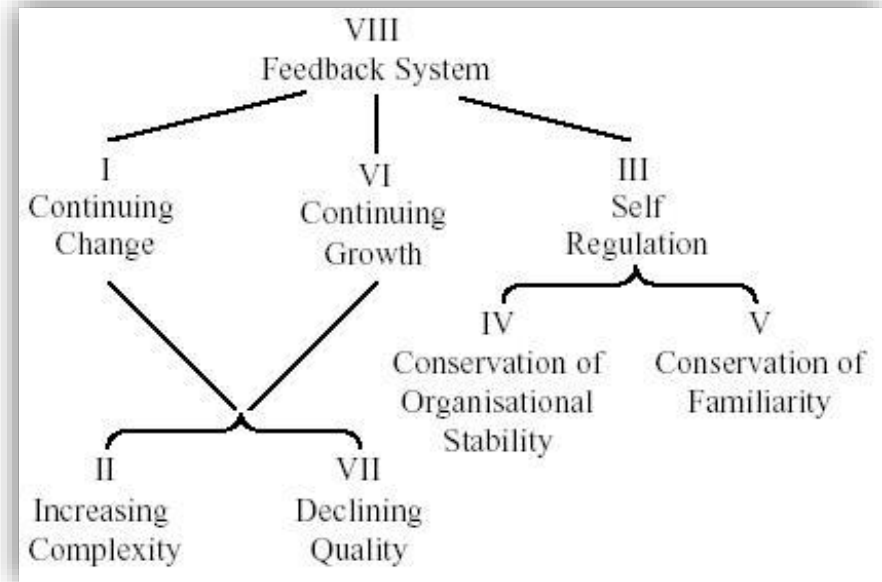 VIII
Feedback System
I
Continuing
Change
VI
Continuing
Growth
III
Self
Regulation
IV
Conservation of
Organisational
Stability
V
Conservation of
Familiarity
II
Increasing
Complexity
VII
Declining
Quality